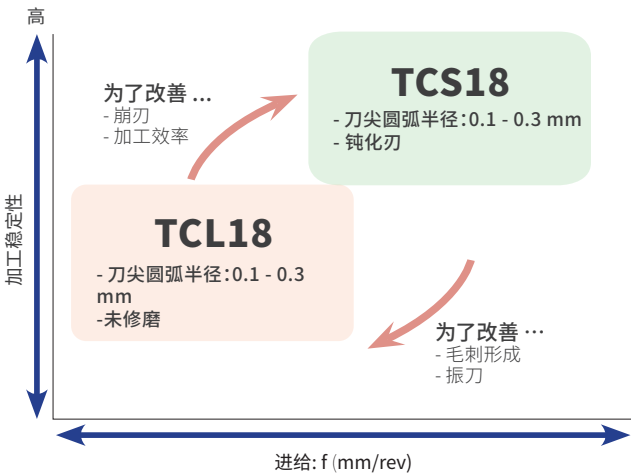 高
为了改善 ...
- 崩刃
- 加工效率
TCS18
- 刀尖圆弧半径：0.1 - 0.3 mm
- 钝化刃
加工稳定性
TCL18
- 刀尖圆弧半径：0.1 - 0.3
mm
-未修磨
为了改善 …
- 毛刺形成
- 振刀
进给: f (mm/rev)